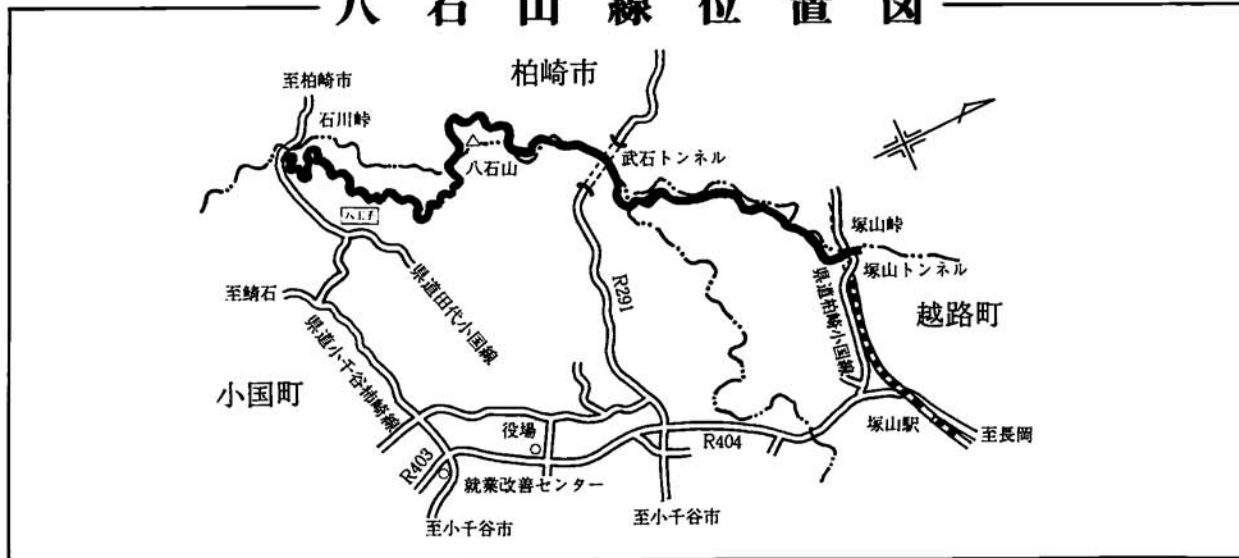 八石山線位置図
柏崎市
至柏崎市
石川峠
八石山
武石トンネル
八王子
塚山峠
塚山トンネル
至鯖石
県道田代小国線
R291
県道柏崎小国線
越路町
県道小千谷柿崎線
小国町
役場
R404
塚山駅
至長岡
R403
就業改善センター
至小千谷市
至小千谷市